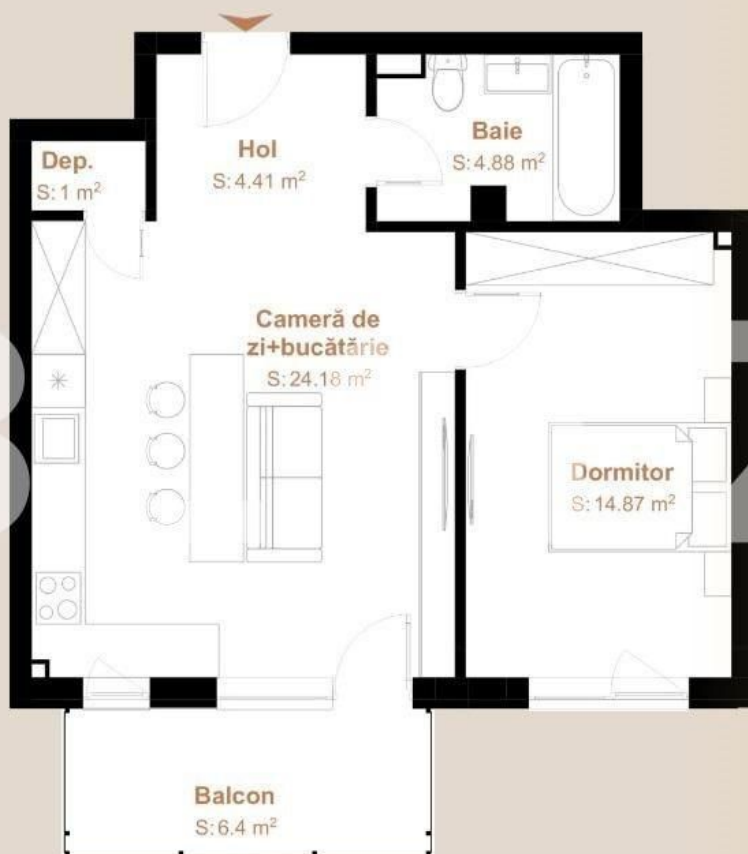 Baie
S: 4.88 m²
Hol
S: 4.41 m²
Dep.
S: 1 m²
Cameră de
zi+bucătărie
S: 24.18 m²
Dormitor
S: 14.87 m²
Balcon
S: 6.4 m²